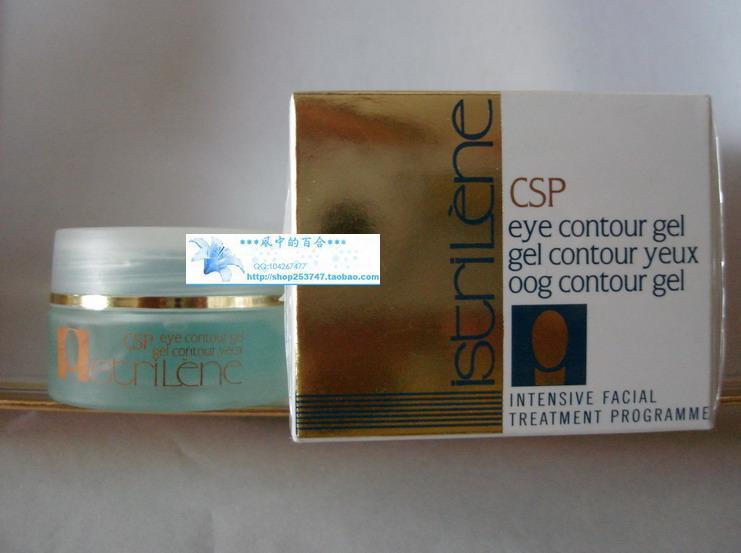 istriLène
CSP
eye contour gel
gel contour yeux
oog contour gel
INTENSIVE FACIAL
TREATMENT PROGRAMME
***风中的百合***
QQ:104267477
http://shop253747.taobao.com
CSP eye contour gel
gel contour yeux
istriLène